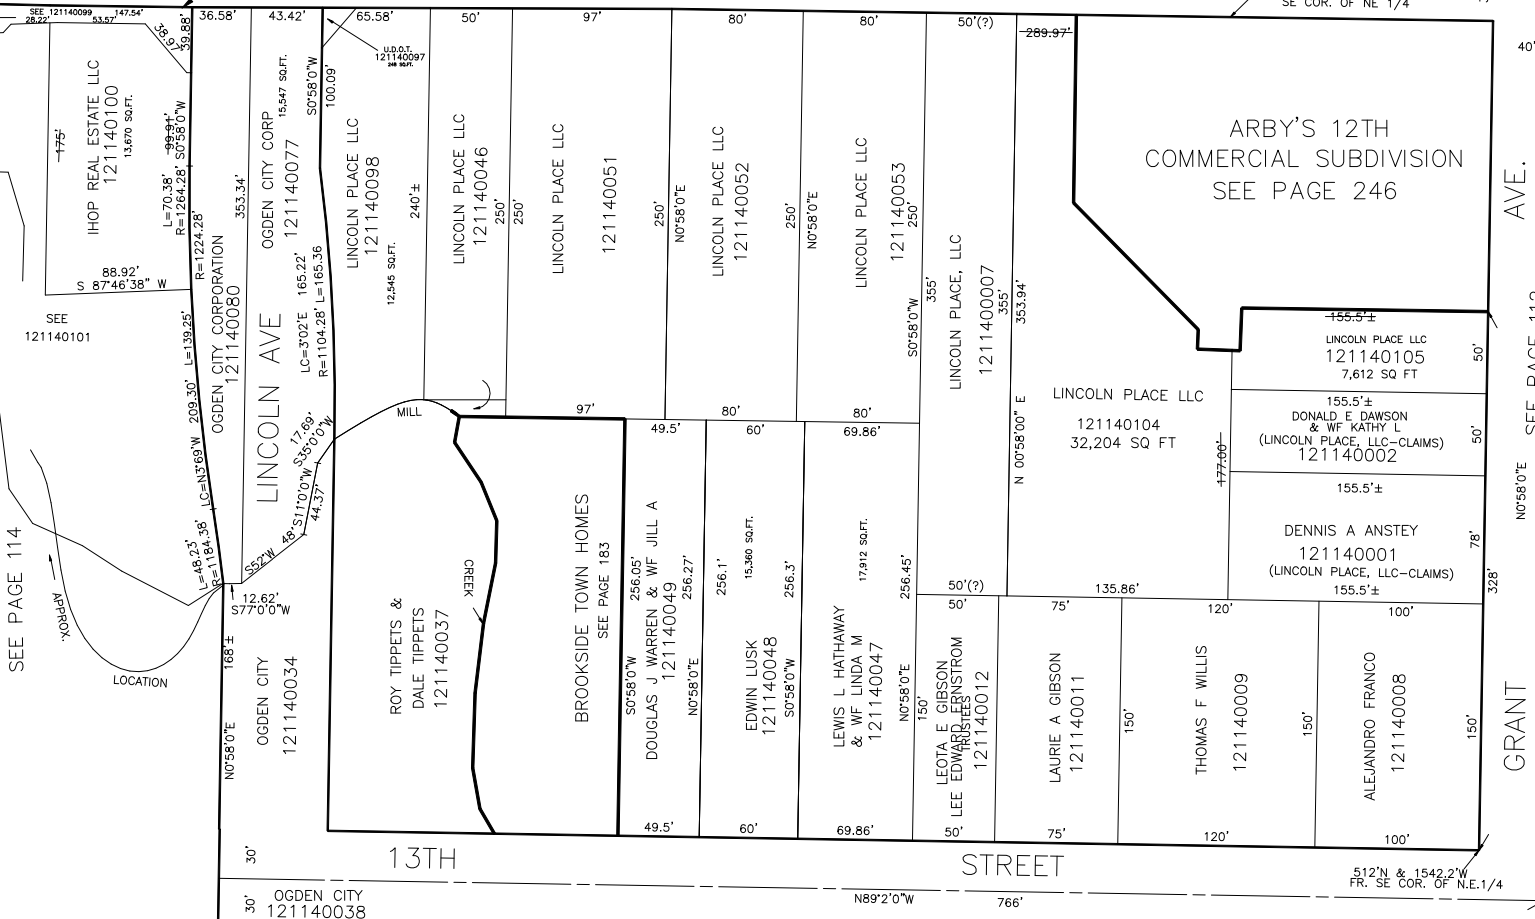 SEE 121140099 147.54'
28.22' 53.57'
38.97'
39.88'
36.58'
43.42'
65.58'
50'
97'
80'
80'
50'(?)
289.97'
SE COR. OF NE 1/4
40'
U.D.O.T.
121140097
248 SQ.FT.
175'
IHOP REAL ESTATE LLC
121140100
13,670 SQ.FT.
99.91'
S0°58'0"W
L=70.38'
R=1264.28'
R=1224.28'
88.92'
S 87°46'38" W
SEE
121140101
L=139.25'
LC=N3°69'W 209.30'
L=48.23'
R=1184.38'
OGDEN CITY CORPORATION
121140080
353.34'
OGDEN CITY CORP
121140077
15,547 SQ.FT.
S0°58'0"W
100.09'
LINCOLN AVE
LC=3°02'E 165.22'
R=1104.28' L=165.36
17.69'
S35°0'0"W
S11°0'0"W
44.37'
48'
S52°W
12.62'
S77°0'0"W
LINCOLN PLACE LLC
121140098
12,545 SQ.FT.
240'±
LINCOLN PLACE LLC
121140046
250'
250'
LINCOLN PLACE LLC
121140051
250'
N0°58'0"E
LINCOLN PLACE LLC
121140052
250'
N0°58'0"E
LINCOLN PLACE LLC
121140053
250'
S0°58'0"W
355'
LINCOLN PLACE, LLC
121140007
355'
353.94'
N 00°58'00" E
ARBY'S 12TH
COMMERCIAL SUBDIVISION
SEE PAGE 246
155.5'±
LINCOLN PLACE LLC
121140105
7,612 SQ FT
50'
155.5'±
DONALD E DAWSON
& WF KATHY L
(LINCOLN PLACE, LLC-CLAIMS)
121140002
50'
155.5'±
DENNIS A ANSTEY
121140001
(LINCOLN PLACE, LLC-CLAIMS)
155.5'±
78'
328'
177.00'
LINCOLN PLACE LLC
121140104
32,204 SQ FT
135.86'
N0°58'0"E
GRANT AVE.
MILL
97'
80'
80'
49.5'
60'
69.86'
50'(?)
50'
75'
120'
100'
SEE PAGE 114
APPROX.
LOCATION
168'±
N0°58'0"E
OGDEN CITY
121140034
ROY TIPPETS &
DALE TIPPETS
121140037
CREEK
BROOKSIDE TOWN HOMES
SEE PAGE 183
256.05'
S0°58'0"W
DOUGLAS J WARREN & WF JILL A
121140049
256.27'
N0°58'0"E
256.1'
EDWIN LUSK
121140048
15,360 SQ.FT.
256.3'
S0°58'0"W
LEWIS L HATHAWAY
& WF LINDA M
121140047
17,912 SQ.FT.
256.45'
N0°58'0"E
150'
LEOTA E GIBSON
LEE EDWARD ERNSTROM
TRUSTEES
121140012
LAURIE A GIBSON
121140011
150'
THOMAS F WILLIS
121140009
150'
ALEJANDRO FRANCO
121140008
150'
49.5'
60'
69.86'
50'
75'
120'
100'
30'
13TH STREET
512'N & 1542.2'W
FR. SE COR. OF N.E.1/4
30'
OGDEN CITY
121140038
N89°2'0"W
766'